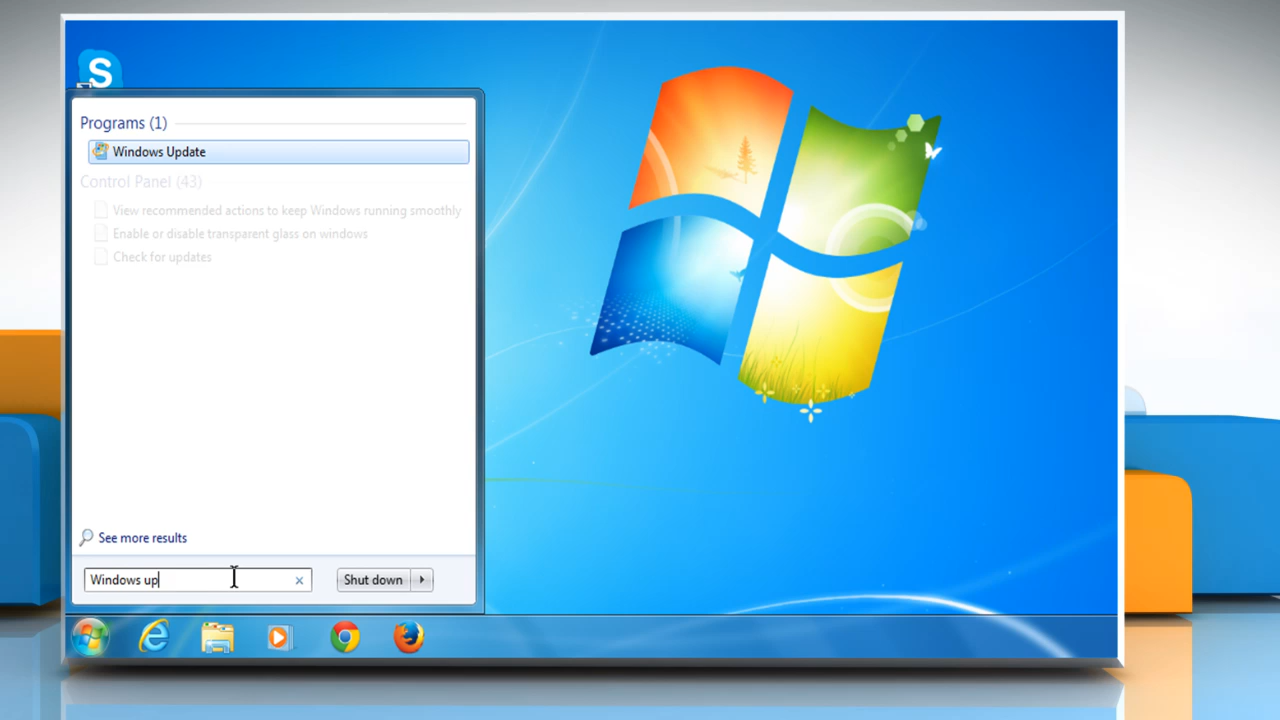 S
Programs (1)
Windows Update
Control Panel (43)
View recommended actions to keep Windows running smoothly
Enable or disable transparent glass on windows
Check for updates
See more results
Windows up
Shut down